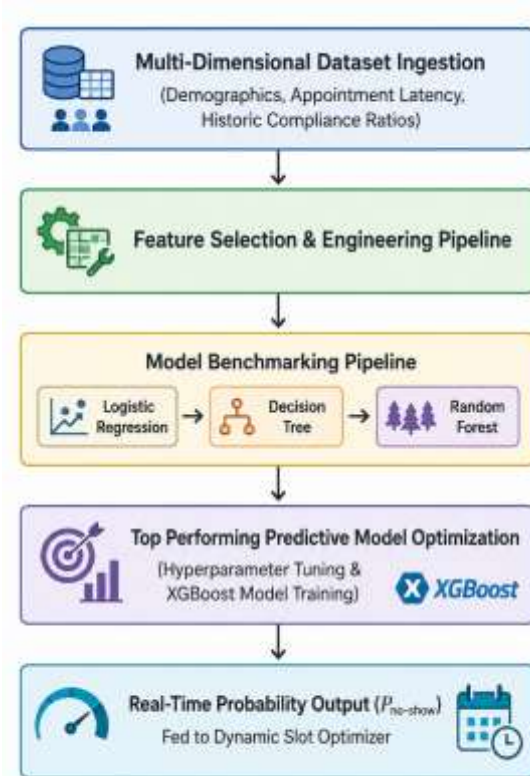 Multi-Dimensional Dataset Ingestion
(Demographics, Appointment Latency,
Historic Compliance Ratios)
Feature Selection & Engineering Pipeline
Model Benchmarking Pipeline
Logistic
Regression
Decision
Tree
Random
Forest
Top Performing Predictive Model Optimization
(Hyperparameter Tuning &
XGBoost Model Training)
X XGBoost
Real-Time Probability Output (P_no-show)
Fed to Dynamic Slot Optimizer